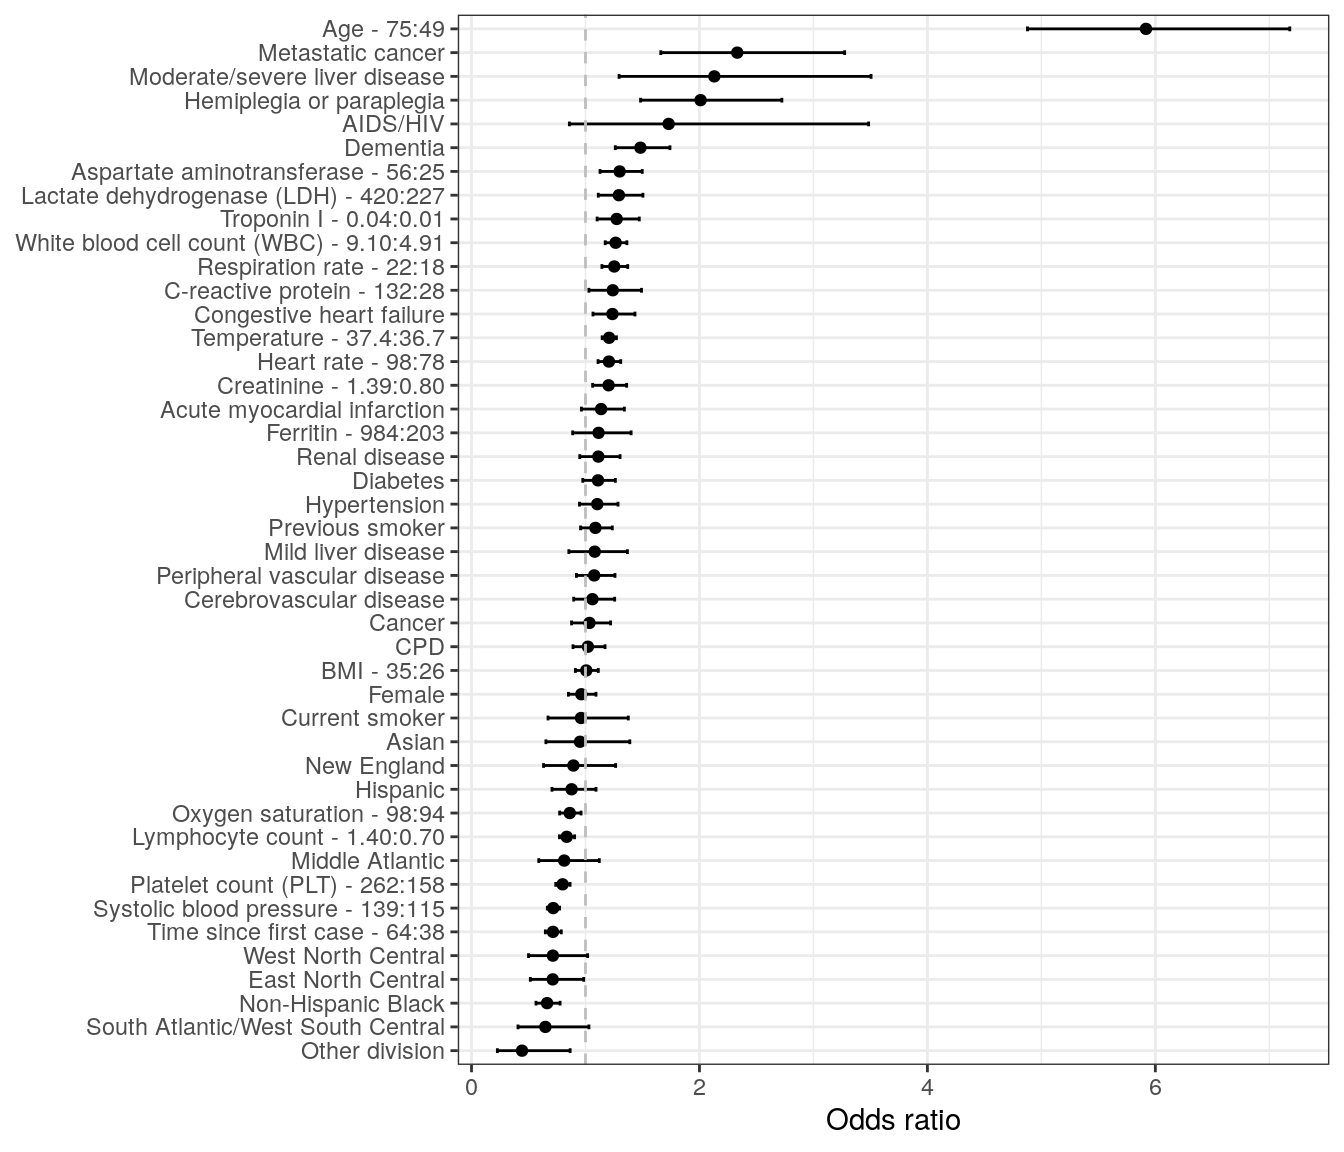 Age - 75:49
Metastatic cancer
Moderate/severe liver disease
Hemiplegia or paraplegia
AIDS/HIV
Dementia
Aspartate aminotransferase - 56:25
Lactate dehydrogenase (LDH) - 420:227
Troponin I - 0.04:0.01
White blood cell count (WBC) - 9.10:4.91
Respiration rate - 22:18
C-reactive protein - 132:28
Congestive heart failure
Temperature - 37.4:36.7
Heart rate - 98:78
Creatinine - 1.39:0.80
Acute myocardial infarction
Ferritin - 984:203
Renal disease
Diabetes
Hypertension
Previous smoker
Mild liver disease
Peripheral vascular disease
Cerebrovascular disease
Cancer
CPD
BMI - 35:26
Female
Current smoker
Asian
New England
Hispanic
Oxygen saturation - 98:94
Lymphocyte count - 1.40:0.70
Middle Atlantic
Platelet count (PLT) - 262:158
Systolic blood pressure - 139:115
Time since first case - 64:38
West North Central
East North Central
Non-Hispanic Black
South Atlantic/West South Central
Other division
0 2 4 6
Odds ratio